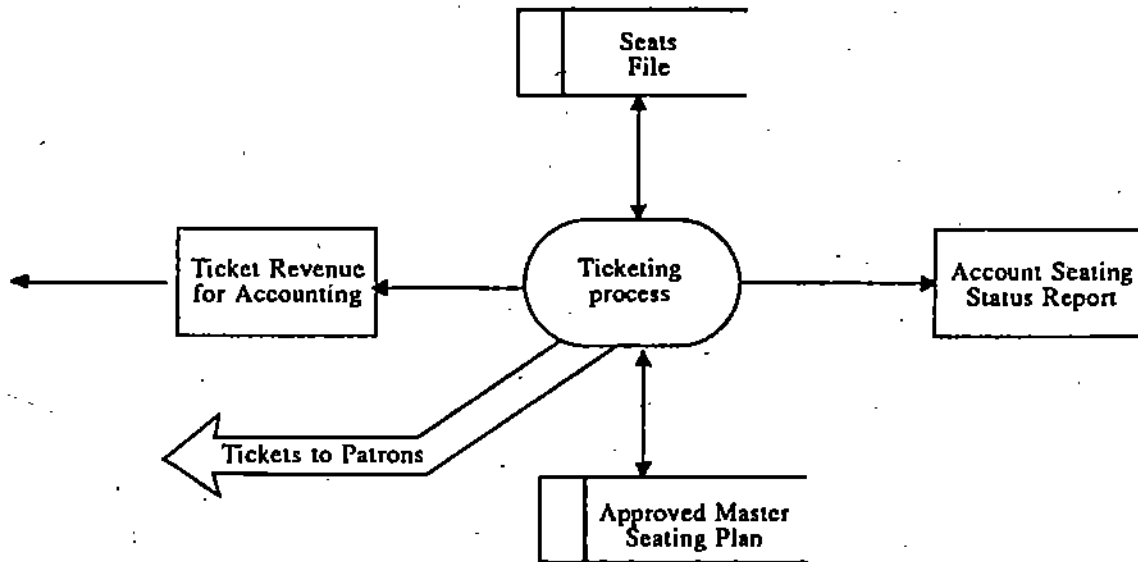 Seats
File
Ticket Revenue
for Accounting
Ticketing
process
Account Seating
Status Report
Tickets to Patrons
Approved Master
Seating Plan